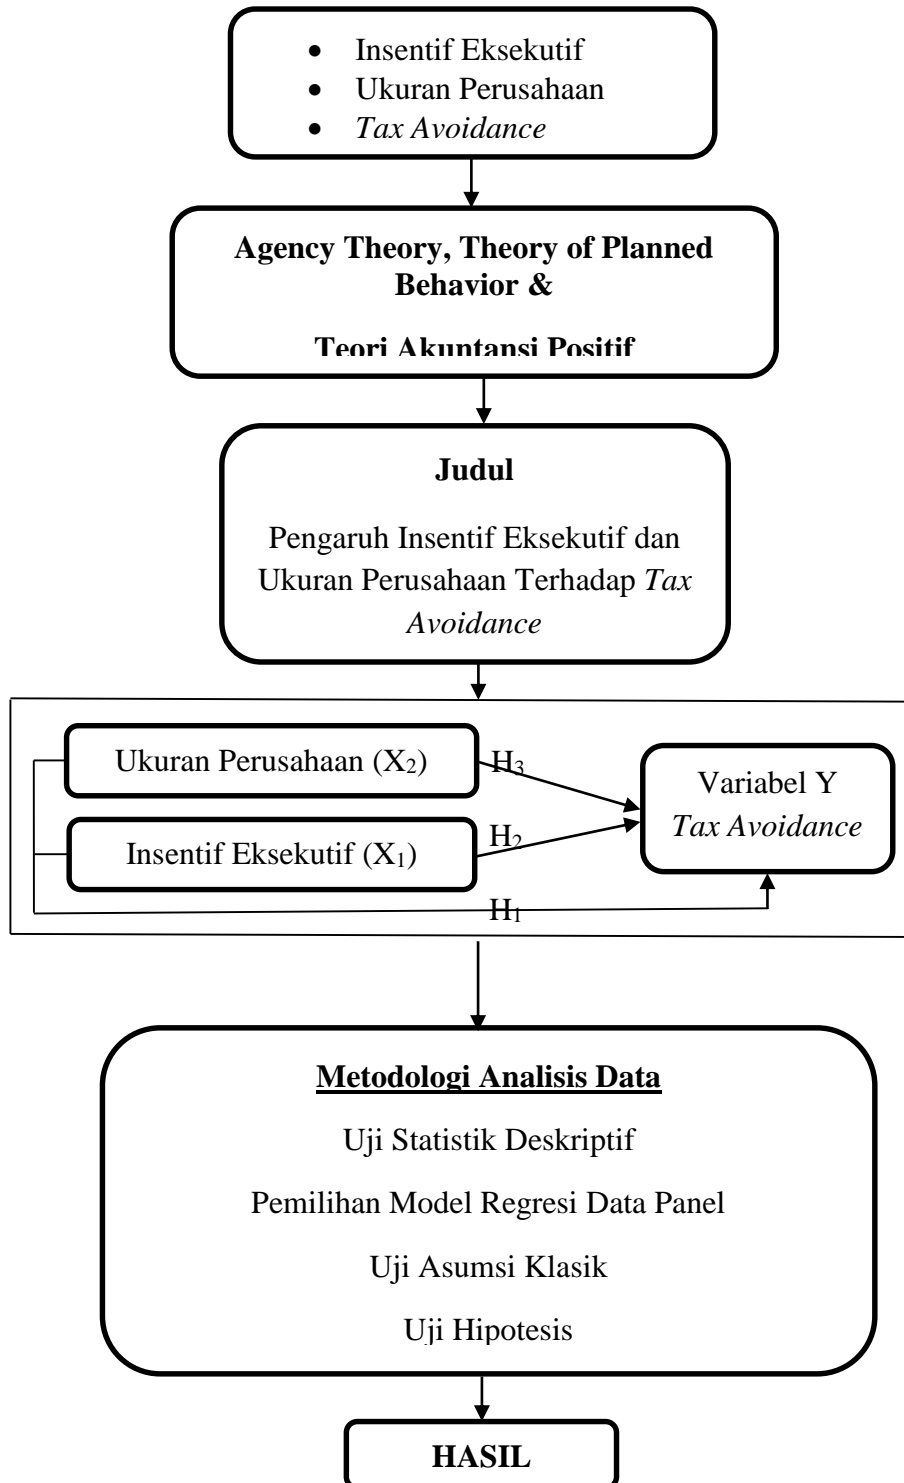 • Insentif Eksekutif
• Ukuran Perusahaan
• Tax Avoidance
Agency Theory, Theory of Planned
Behavior &
Teori Akuntansi Positif
Judul
Pengaruh Insentif Eksekutif dan
Ukuran Perusahaan Terhadap Tax
Avoidance
Ukuran Perusahaan (X₂)
H₃
Variabel Y
Tax Avoidance
H₂
Insentif Eksekutif (X₁)
H₁
Metodologi Analisis Data
Uji Statistik Deskriptif
Pemilihan Model Regresi Data Panel
Uji Asumsi Klasik
Uji Hipotesis
HASIL